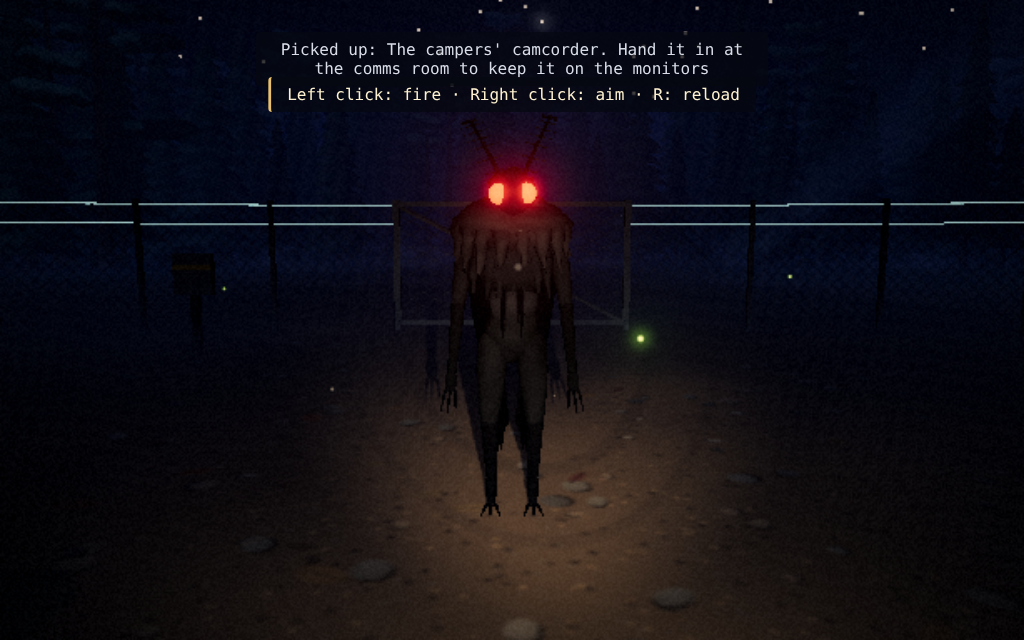 Picked up: The campers' camcorder. Hand it in at
the comms room to keep it on the monitors
Left click: fire · Right click: aim · R: reload